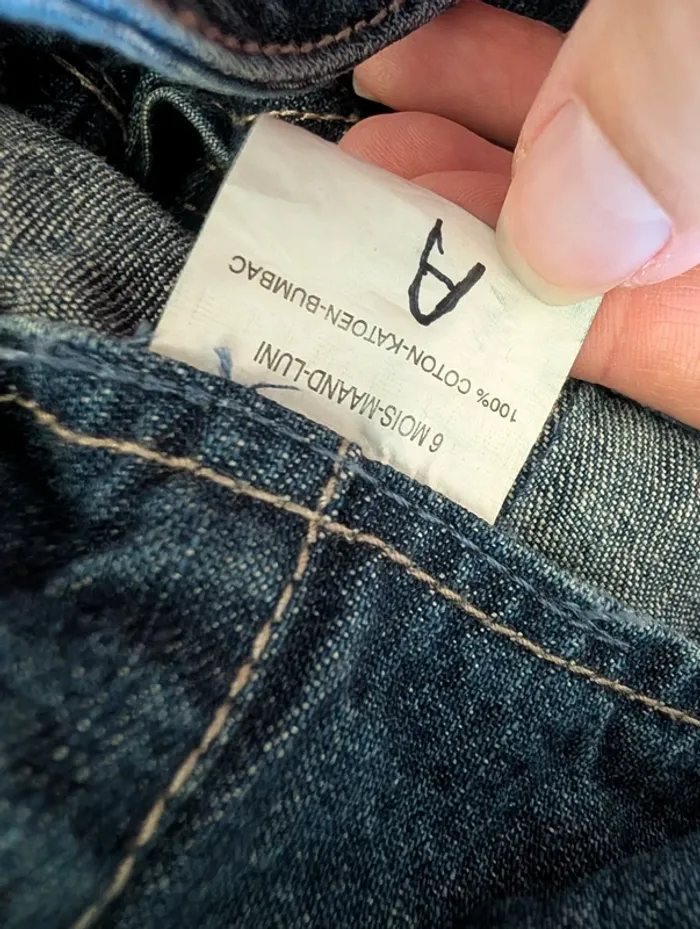 6 MOIS-MAAND-LUNI
100% COTON-KATOEN-BUMBAC
A